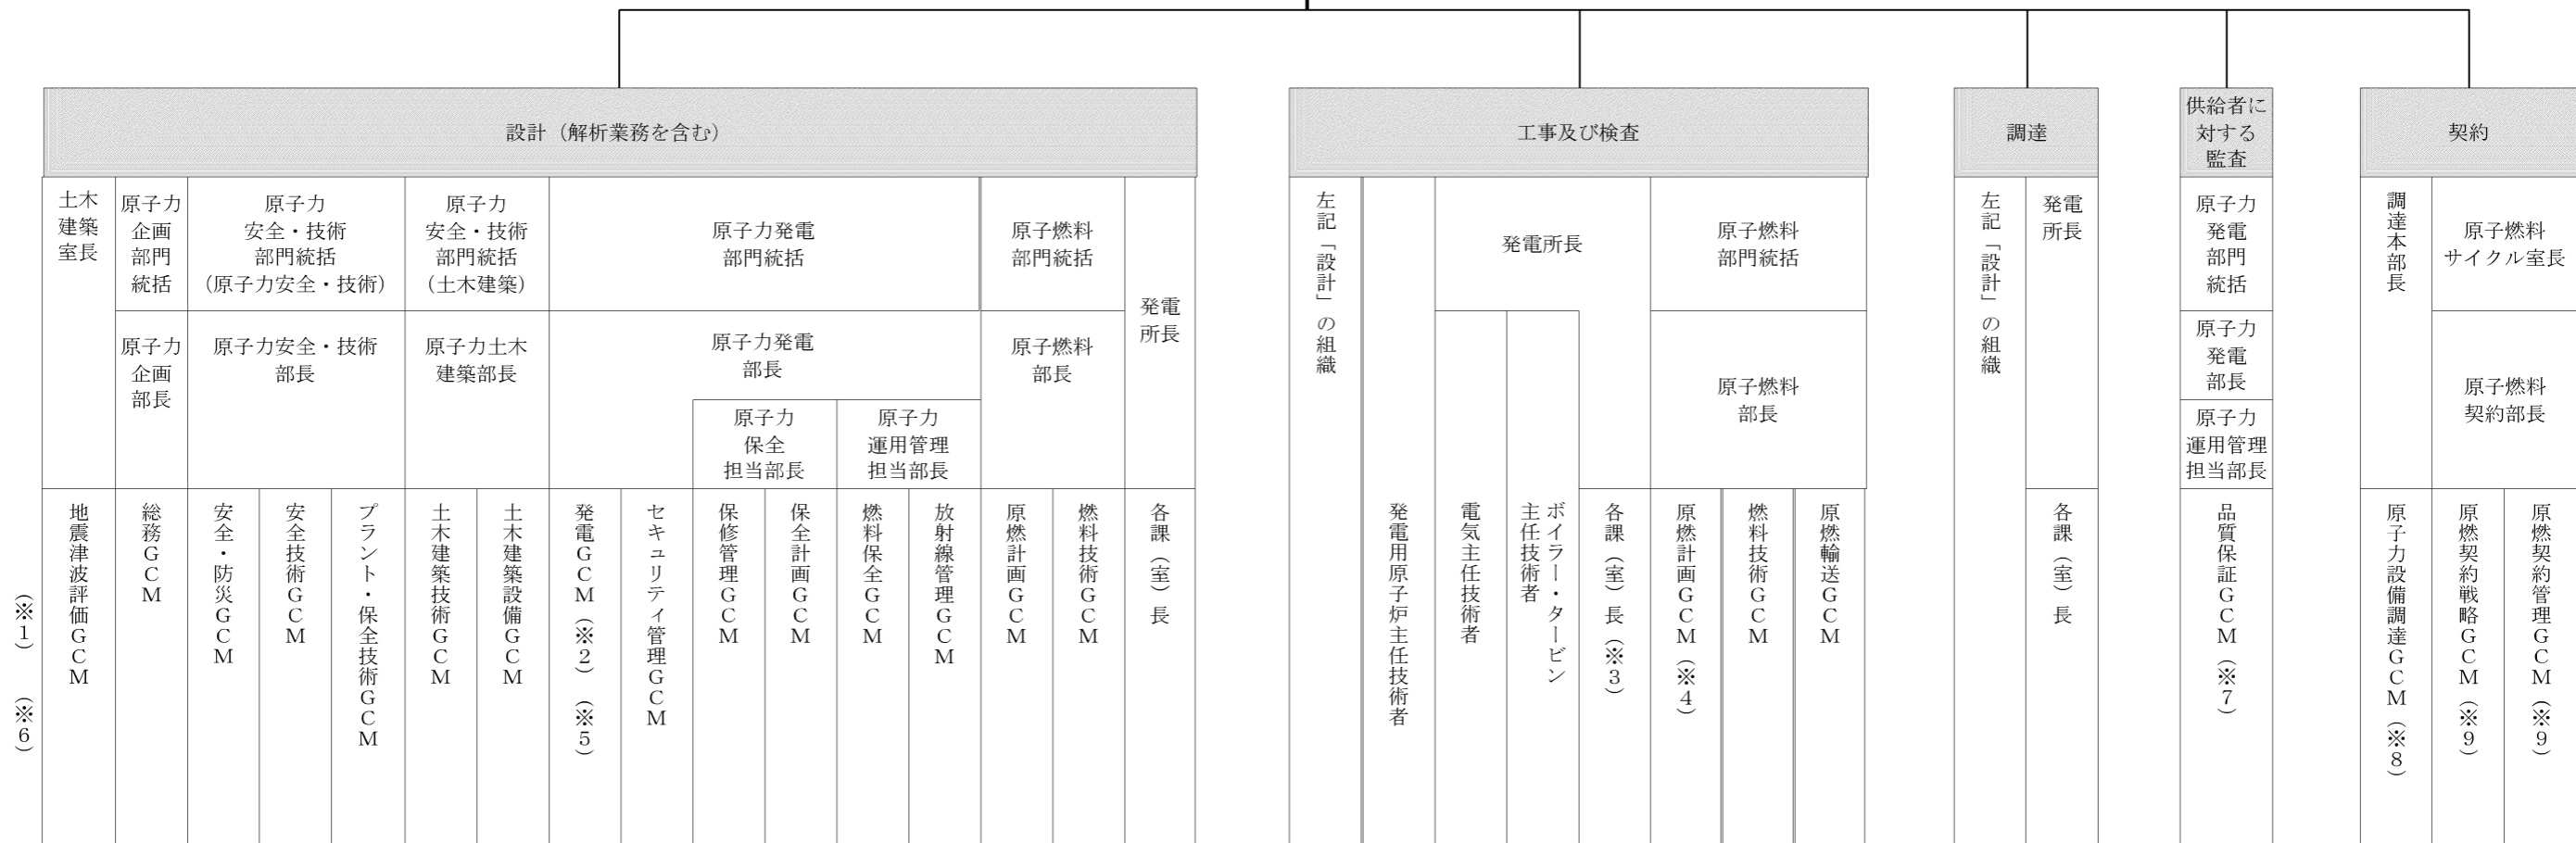 設計（解析業務を含む）
工事及び検査
調達
供給者に
対する
監査
契約
土木
建築
室長
原子力
企画
部門
統括
原子力
安全・技術
部門統括
（原子力安全・技術）
原子力
安全・技術
部門統括
（土木建築）
原子力発電
部門統括
原子燃料
部門統括
発電
所長
原子力
企画
部長
原子力安全・技術
部長
原子力土木
建築部長
原子力発電
部長
原子燃料
部長
原子力
保全
担当部長
原子力
運用管理
担当部長
（※１）　（※６）
地震津波評価ＧＣＭ
総務ＧＣＭ
安全・防災ＧＣＭ
安全技術ＧＣＭ
プラント・保全技術ＧＣＭ
土木建築技術ＧＣＭ
土木建築設備ＧＣＭ
発電ＧＣＭ（※２）（※５）
セキュリティ管理ＧＣＭ
保修管理ＧＣＭ
保全計画ＧＣＭ
燃料保全ＧＣＭ
放射線管理ＧＣＭ
原燃計画ＧＣＭ
燃料技術ＧＣＭ
各課（室）長
左記「設計」の組織
発電所長
原子燃料
部門統括
原子燃料
部長
発電用原子炉主任技術者
電気主任技術者
ボイラー・タービン
主任技術者
各課（室）長（※３）
原燃計画ＧＣＭ（※４）
燃料技術ＧＣＭ
原燃輸送ＧＣＭ
左記「設計」の組織
発電
所長
各課（室）長
原子力
発電
部門
統括
原子力
発電
部長
原子力
運用管理
担当部長
品質保証ＧＣＭ（※７）
調達本部長
原子燃料
サイクル室長
原子燃料
契約部長
原子力設備調達ＧＣＭ（※８）
原燃契約戦略ＧＣＭ（※９）
原燃契約管理ＧＣＭ（※９）